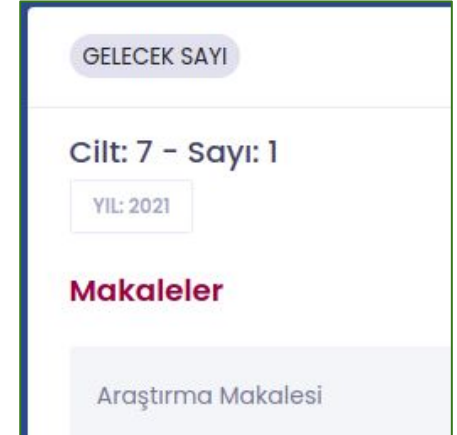 GELECEK SAYI
Cilt: 7 - Sayı: 1
YIL: 2021
Makaleler
Araştırma Makalesi